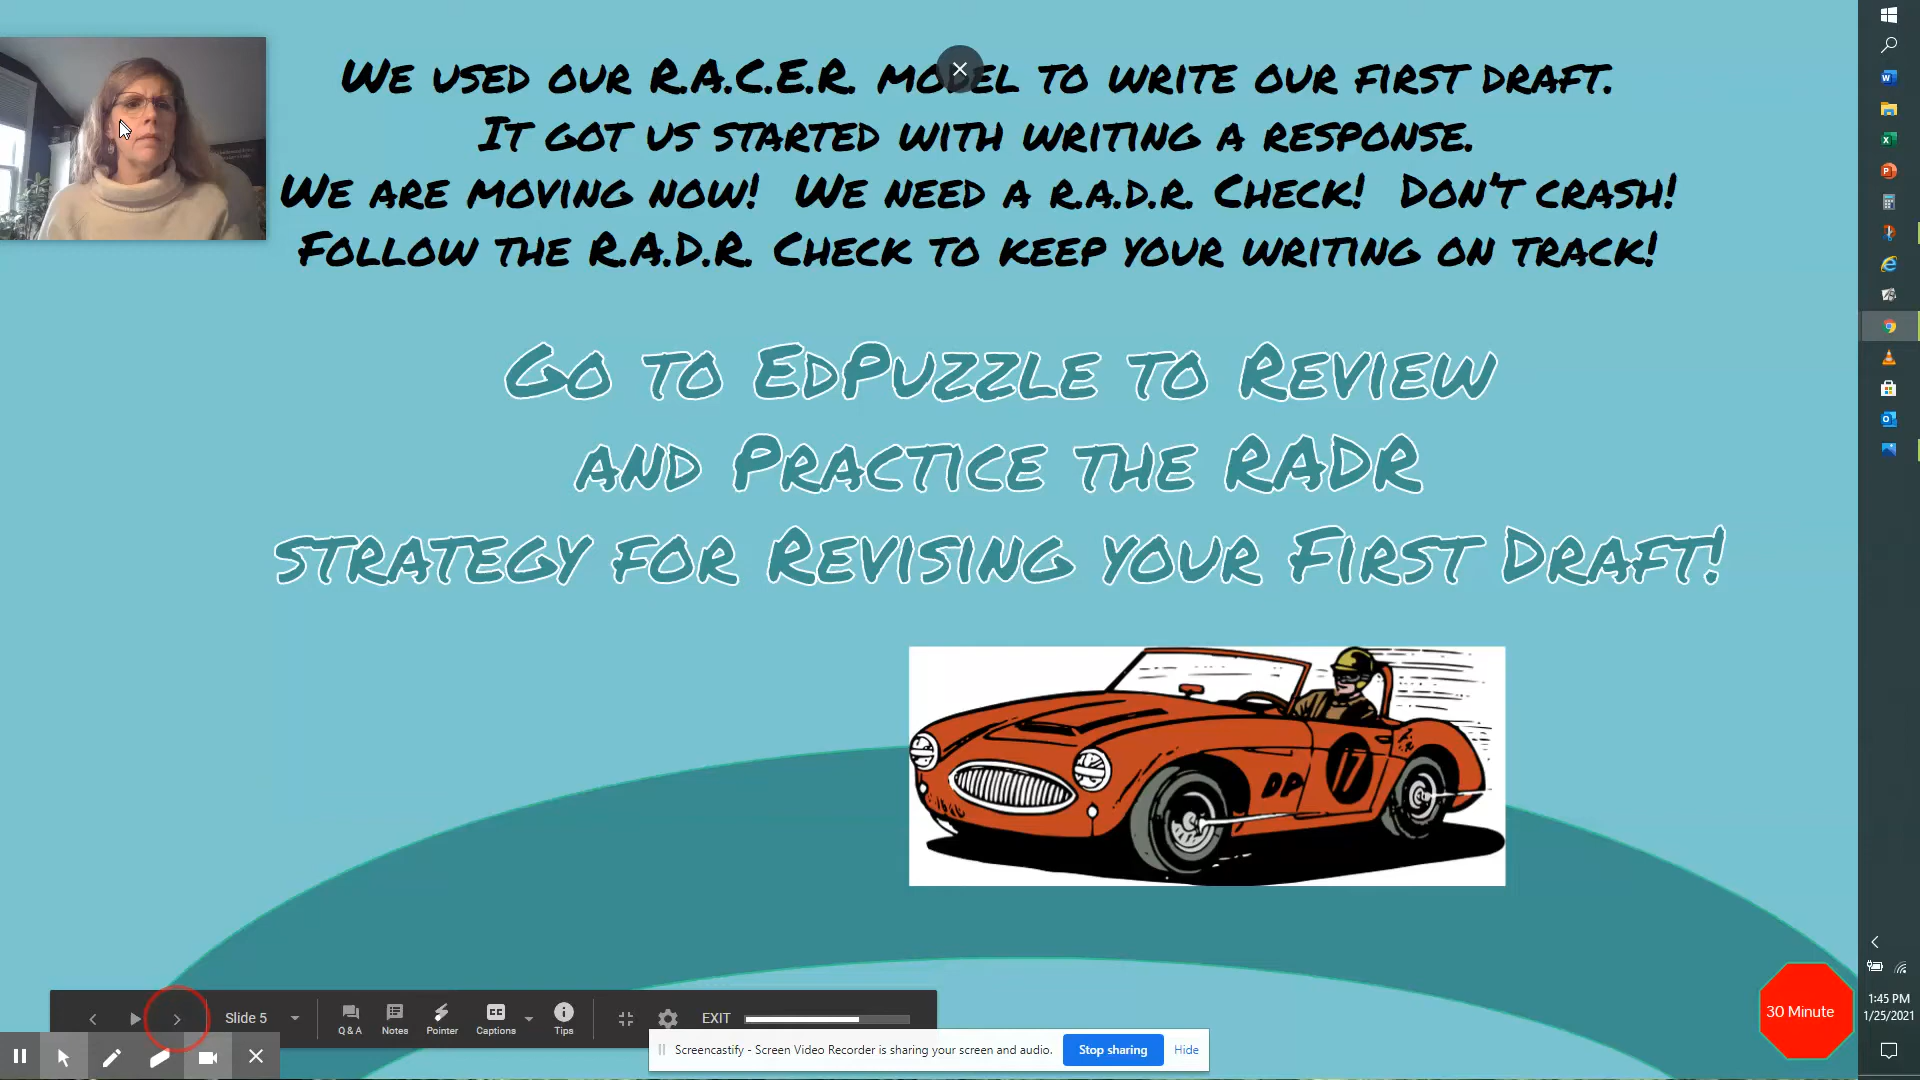 We used our R.A.C.E.R. model to write our first draft.
It got us started with writing a response.
We are moving now! We need a r.a.d.r. Check! Don't crash!
Follow the R.A.D.R. Check to keep your writing on track!
Go to EdPuzzle to Review
and Practice the RADR
strategy for Revising your First Draft!
17
DP
30 Minute
Slide 5
Q & A
Notes
Pointer
Captions
Tips
EXIT
Screencastify - Screen Video Recorder is sharing your screen and audio.
Stop sharing
Hide
1:45 PM
1/25/2021